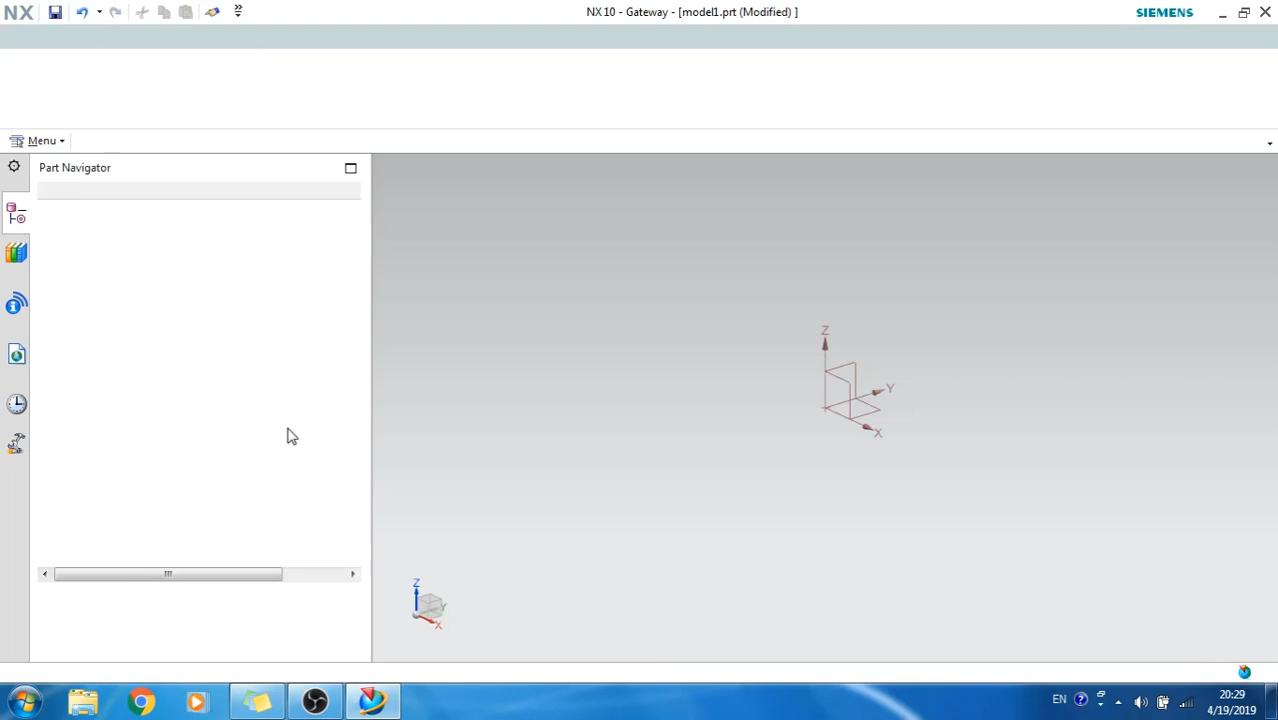 NX
NX 10 - Gateway - [model1.prt (Modified) ]
SIEMENS
Menu
Part Navigator
Z
Y
X
Z
Y
X
EN
20:29
4/19/2019